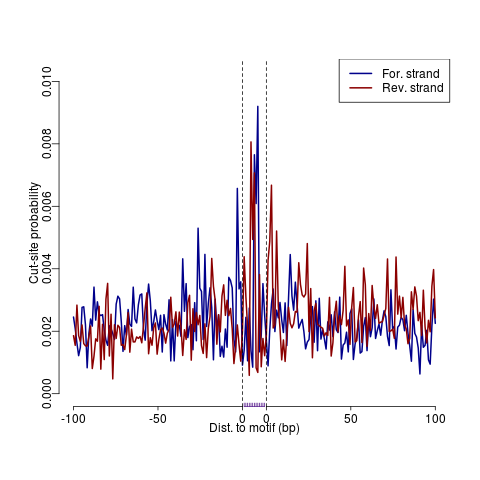 For. strand
Rev. strand
Cut-site probability
0.010
0.008
0.006
0.004
0.002
0.000
-100 -50 0 0 50 100
Dist. to motif (bp)